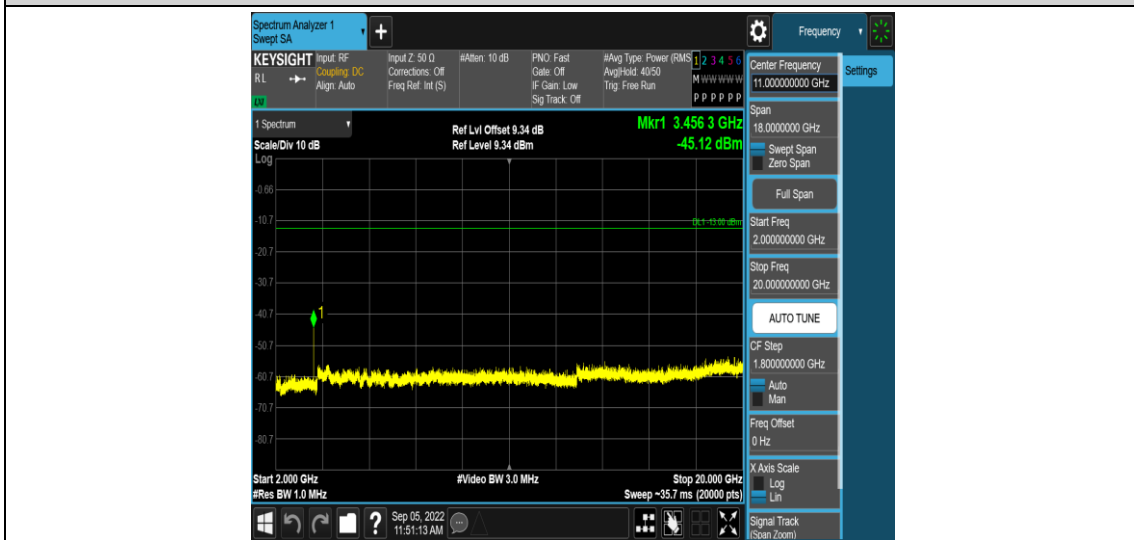 Spectrum Analyzer 1
Swept SA
+
Frequency
KEYSIGHT
RL
LXI
Input: RF
Coupling: DC
Align: Auto
Input Z: 50 Ω
Corrections: Off
Freq Ref: Int (S)
#Atten: 10 dB
PNO: Fast
Gate: Off
IF Gain: Low
Sig Track: Off
#Avg Type: Power (RMS
Avg|Hold: 40/50
Trig: Free Run
1 2 3 4 5 6
M W W W W W
P P P P P P
1 Spectrum
Scale/Div 10 dB
Ref Lvl Offset 9.34 dB
Ref Level 9.34 dBm
Mkr1 3.456 3 GHz
-45.12 dBm
Log
-0.66
-10.7
DL1 -13.00 dBm
-20.7
-30.7
-40.7
1
-50.7
-60.7
-70.7
-80.7
Start 2.000 GHz
#Video BW 3.0 MHz
Stop 20.000 GHz
#Res BW 1.0 MHz
Sweep ~35.7 ms (20000 pts)
Center Frequency
11.000000000 GHz
Settings
Span
18.0000000 GHz
Swept Span
Zero Span
Full Span
Start Freq
2.000000000 GHz
Stop Freq
20.000000000 GHz
AUTO TUNE
CF Step
1.800000000 GHz
Auto
Man
Freq Offset
0 Hz
X Axis Scale
Log
Lin
Signal Track
(Span Zoom)
?
Sep 05, 2022
11:51:13 AM